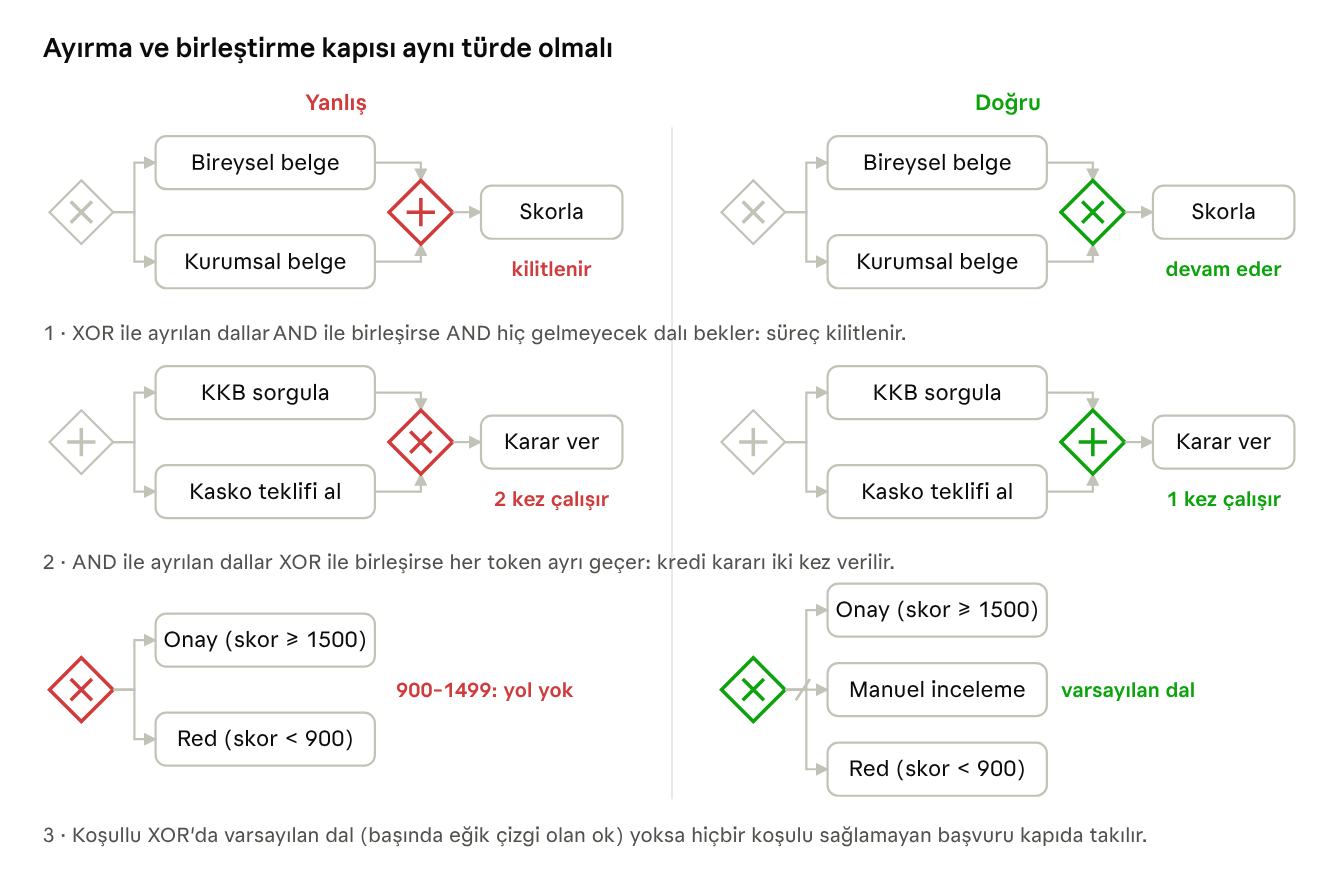 Ayırma ve birleştirme kapısı aynı türde olmalı
Yanlış
Doğru
Bireysel belge
Kurumsal belge
Skorla
kilitlenir
Bireysel belge
Kurumsal belge
Skorla
devam eder
1 · XOR ile ayrılan dallar AND ile birleşirse AND hiç gelmeyecek dalı bekler: süreç kilitlenir.
KKB sorgula
Kasko teklifi al
Karar ver
2 kez çalışır
KKB sorgula
Kasko teklifi al
Karar ver
1 kez çalışır
2 · AND ile ayrılan dallar XOR ile birleşirse her token ayrı geçer: kredi kararı iki kez verilir.
Onay (skor ≥ 1500)
900-1499: yol yok
Red (skor < 900)
Onay (skor ≥ 1500)
Manuel inceleme
varsayılan dal
Red (skor < 900)
3 · Koşullu XOR'da varsayılan dal (başında eğik çizgi olan ok) yoksa hiçbir koşulu sağlamayan başvuru kapıda takılır.